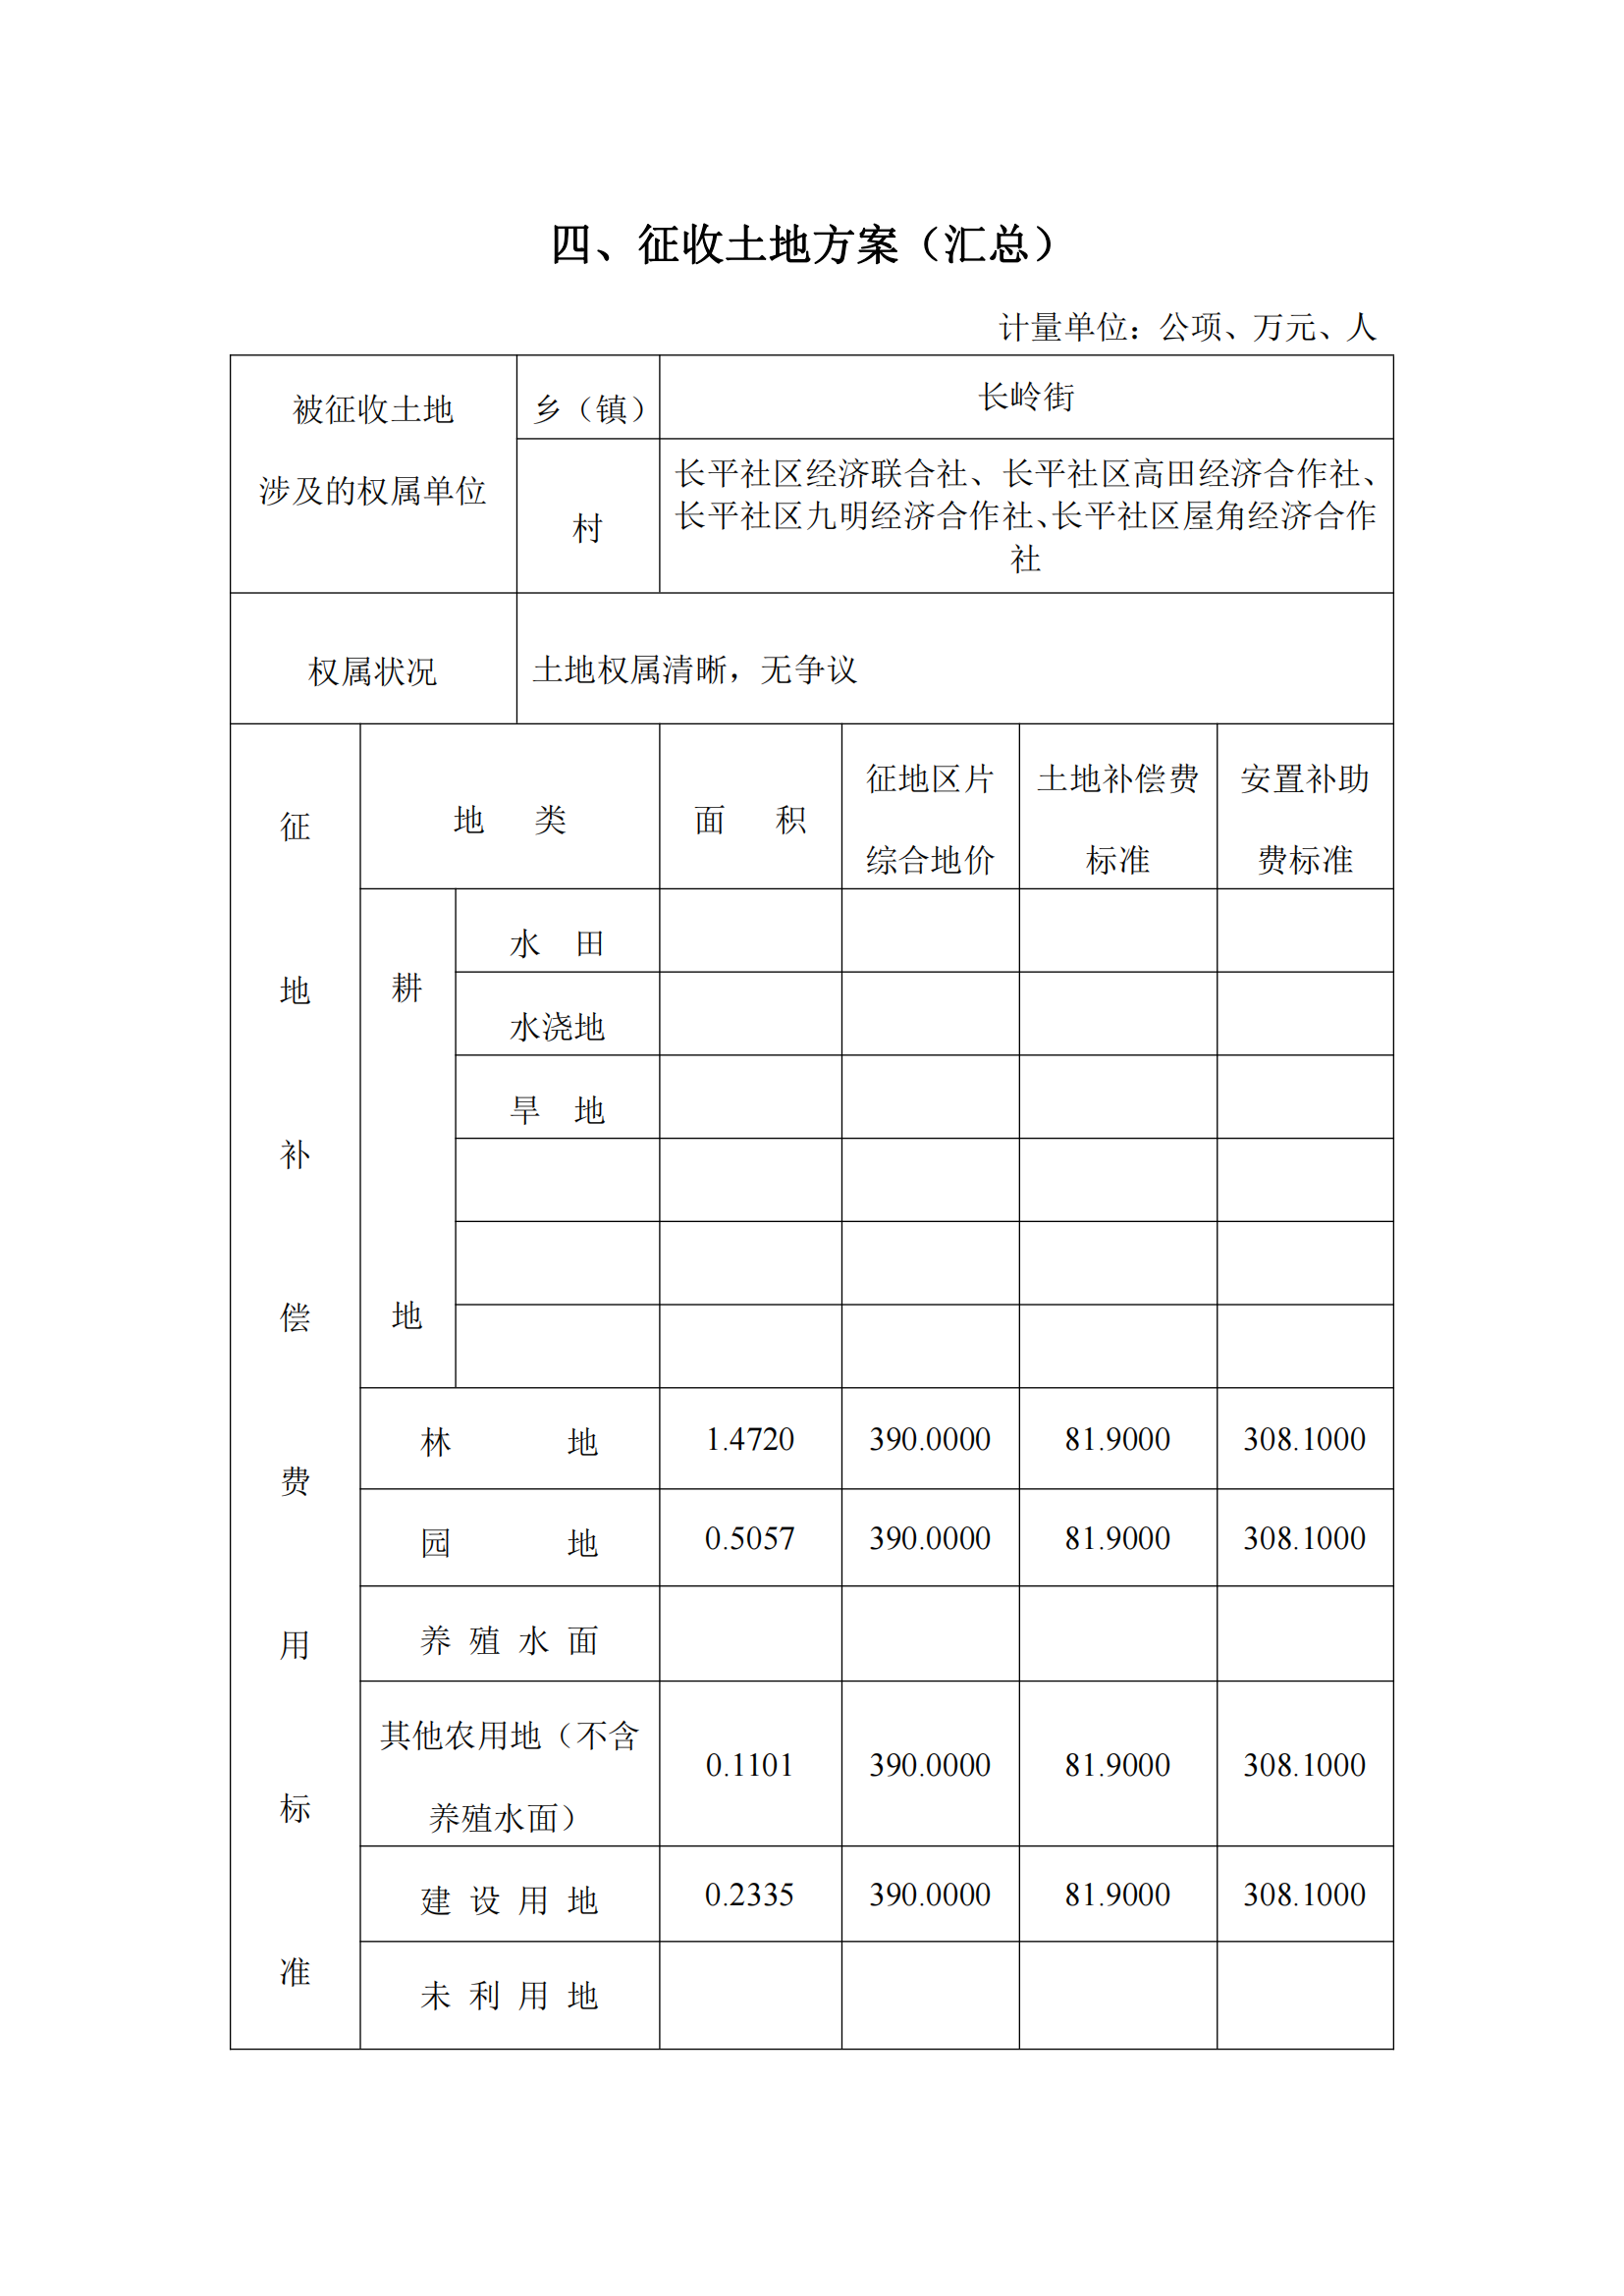 四、征收土地方案（汇总）
计量单位：公项、万元、人
被征收土地
涉及的权属单位
乡（镇）
长岭街
村
长平社区经济联合社、长平社区高田经济合作社、
长平社区九明经济合作社、长平社区屋角经济合作
社
权属状况
土地权属清晰，无争议
征
地
补
偿
费
用
标
准
地 类
面 积
征地区片
综合地价
土地补偿费
标准
安置补助
费标准
耕
地
水 田
水浇地
旱 地
林 地
1.4720
390.0000
81.9000
308.1000
园 地
0.5057
390.0000
81.9000
308.1000
养 殖 水 面
其他农用地（不含
养殖水面）
0.1101
390.0000
81.9000
308.1000
建 设 用 地
0.2335
390.0000
81.9000
308.1000
未 利 用 地